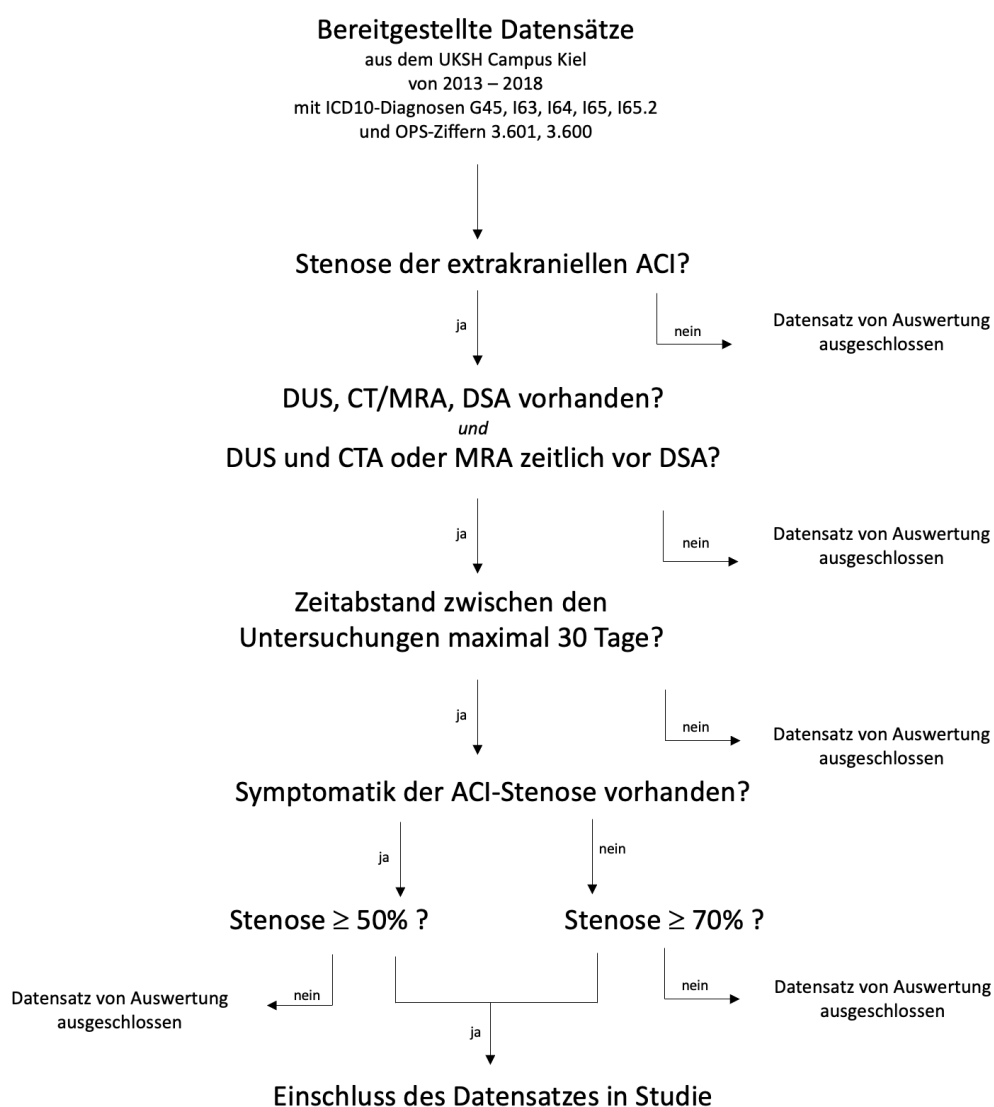 Bereitgestellte Datensätze
aus dem UKSH Campus Kiel
von 2013 – 2018
mit ICD10-Diagnosen G45, I63, I64, I65, I65.2
und OPS-Ziffern 3.601, 3.600
Stenose der extrakraniellen ACI?
ja
nein
Datensatz von Auswertung
ausgeschlossen
DUS, CT/MRA, DSA vorhanden?
und
DUS und CTA oder MRA zeitlich vor DSA?
ja
nein
Datensatz von Auswertung
ausgeschlossen
Zeitabstand zwischen den
Untersuchungen maximal 30 Tage?
ja
nein
Datensatz von Auswertung
ausgeschlossen
Symptomatik der ACI-Stenose vorhanden?
ja
nein
Stenose ≥ 50% ?
Stenose ≥ 70% ?
nein
Datensatz von Auswertung
ausgeschlossen
nein
Datensatz von Auswertung
ausgeschlossen
ja
Einschluss des Datensatzes in Studie